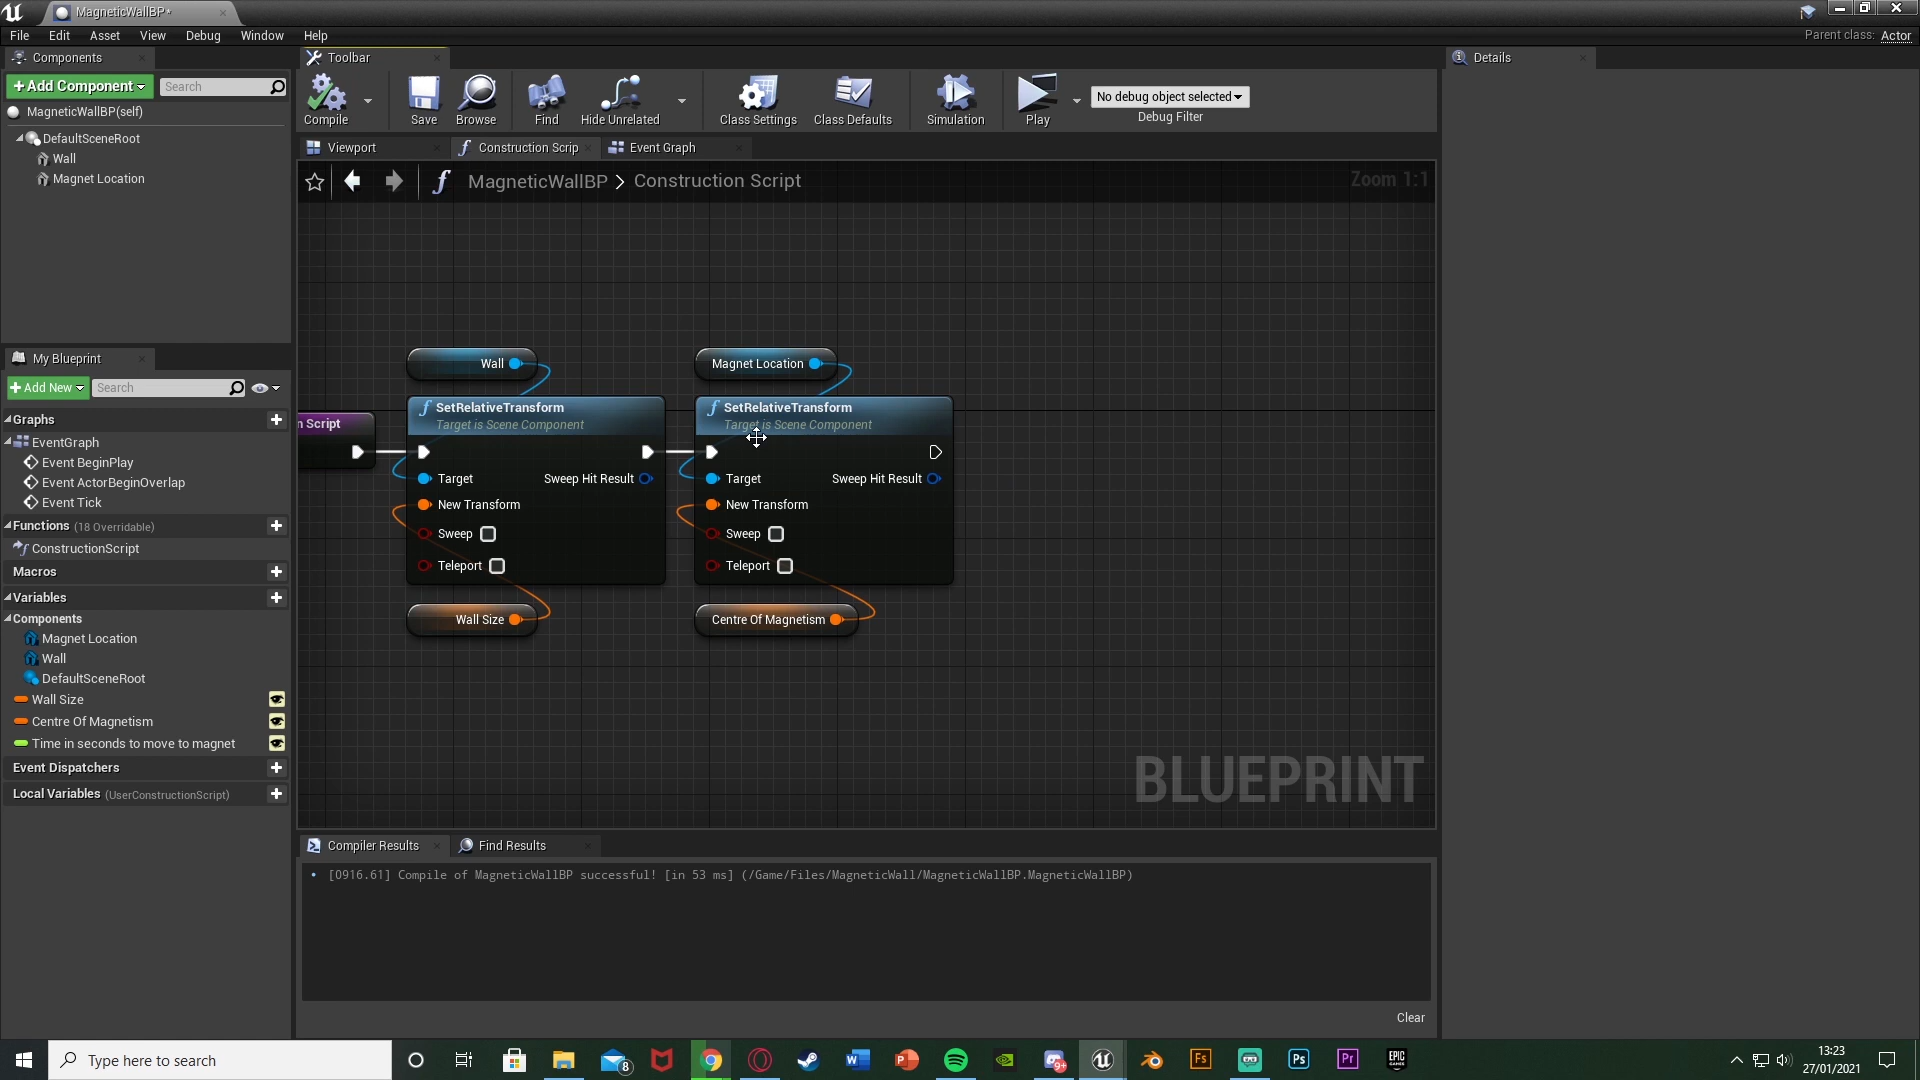 MagneticWallBP*
File Edit Asset View Debug Window Help
Parent class: Actor
Components
Toolbar
Details
+Add Component
Search
MagneticWallBP(self)
DefaultSceneRoot
Wall
Magnet Location
Compile
Save
Browse
Find
Hide Unrelated
Class Settings
Class Defaults
Simulation
Play
No debug object selected
Debug Filter
Viewport
Construction Scrip
Event Graph
MagneticWallBP > Construction Script
Zoom 1:1
My Blueprint
+Add New
Search
Graphs
EventGraph
Event BeginPlay
Event ActorBeginOverlap
Event Tick
Functions (18 Overridable)
ConstructionScript
Macros
Variables
Components
Magnet Location
Wall
DefaultSceneRoot
Wall Size
Centre Of Magnetism
Time in seconds to move to magnet
Event Dispatchers
Local Variables (UserConstructionScript)
Wall
Magnet Location
n Script
SetRelativeTransform
Target is Scene Component
Target
Sweep Hit Result
New Transform
Sweep
Teleport
Wall Size
SetRelativeTransform
Target is Scene Component
Target
Sweep Hit Result
New Transform
Sweep
Teleport
Centre Of Magnetism
BLUEPRINT
Compiler Results
Find Results
• [0916.61] Compile of MagneticWallBP successful! [in 53 ms] (/Game/Files/MagneticWall/MagneticWallBP.MagneticWallBP)
Clear
Type here to search
8
W
P
9+
Fs
Ps
Pr
EPIC
GAMES
13:23
27/01/2021